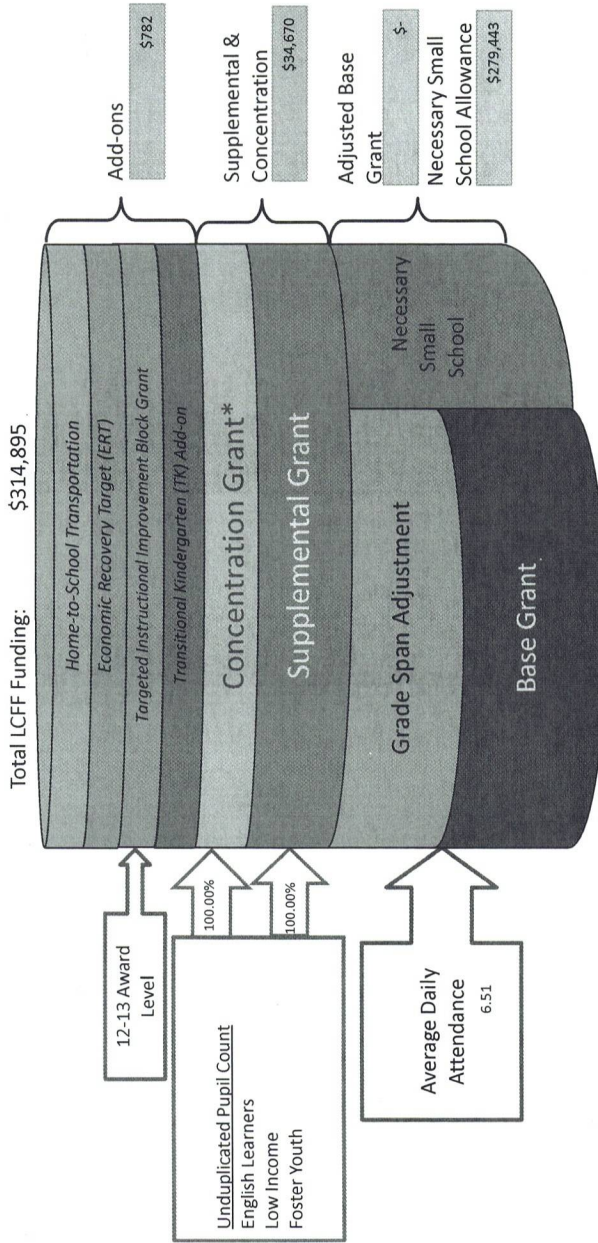 Total LCFF Funding: $314,895
12-13 Award
Level
Unduplicated Pupil Count
English Learners
Low Income
Foster Youth
100.00%
100.00%
Average Daily
Attendance
6.51
Home-to-School Transportation
Economic Recovery Target (ERT)
Targeted Instructional Improvement Block Grant
Transitional Kindergarten (TK) Add-on
Concentration Grant*
Supplemental Grant
Grade Span Adjustment
Base Grant
Necessary
Small
School
Add-ons
$782
Supplemental &
Concentration
$34,670
Adjusted Base
Grant
$-
Necessary Small
School Allowance
$279,443